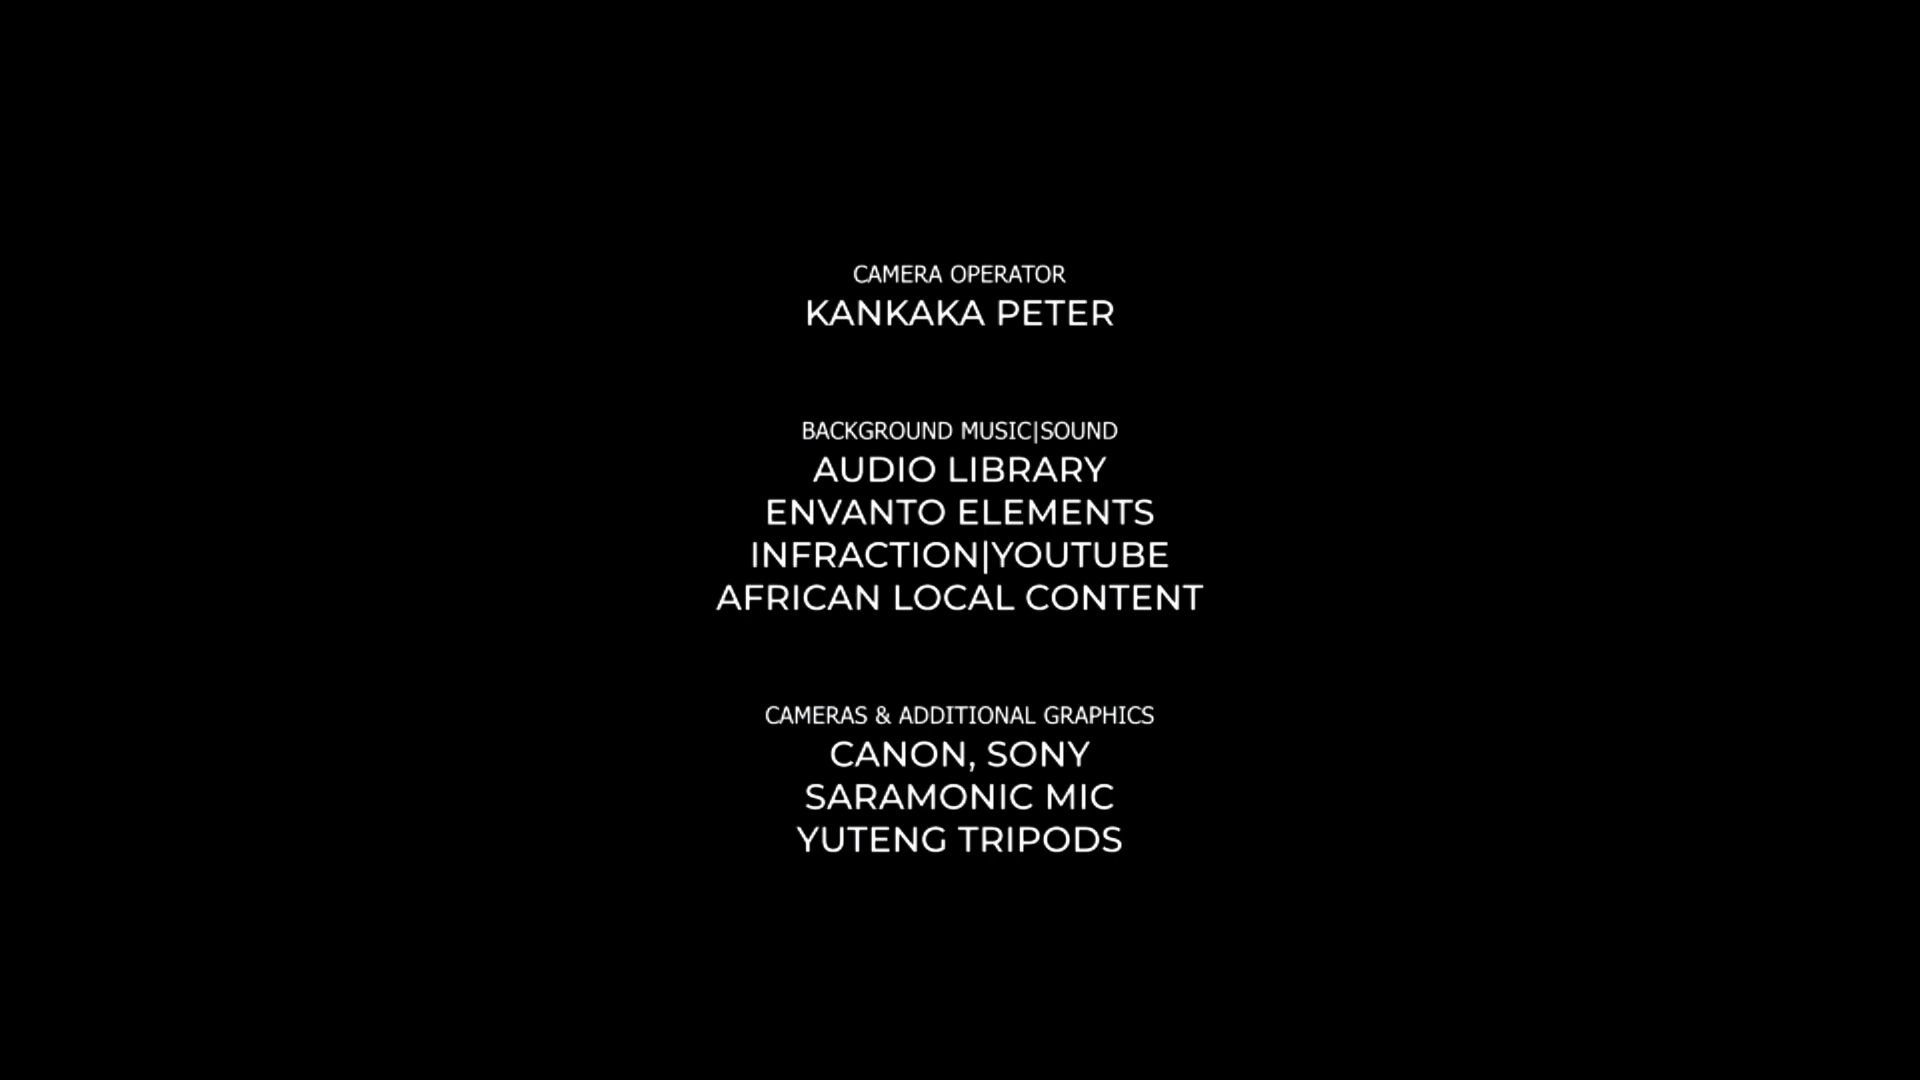 CAMERA OPERATOR
KANKAKA PETER
BACKGROUND MUSIC|SOUND
AUDIO LIBRARY
ENVANTO ELEMENTS
INFRACTION|YOUTUBE
AFRICAN LOCAL CONTENT
CAMERAS & ADDITIONAL GRAPHICS
CANON, SONY
SARAMONIC MIC
YUTENG TRIPODS